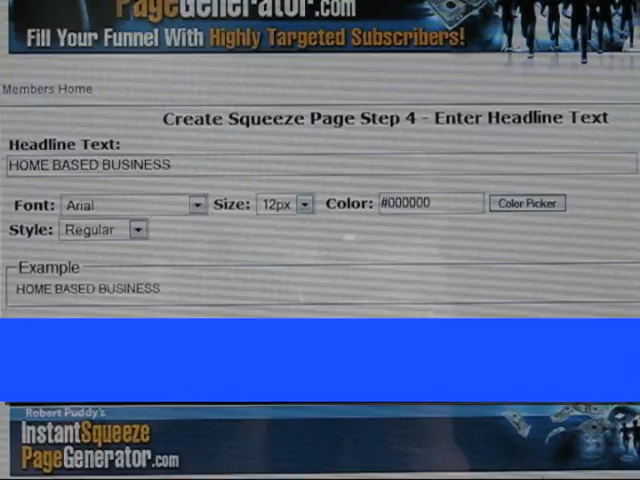 PageGenerator.com
Fill Your Funnel With Highly Targeted Subscribers!
Members Home
Create Squeeze Page Step 4 - Enter Headline Text
Headline Text:
HOME BASED BUSINESS
Font: Arial Size: 12px Color: #000000 Color Picker
Style: Regular
Example
HOME BASED BUSINESS
Robert Puddy's
InstantSqueeze
PageGenerator.com